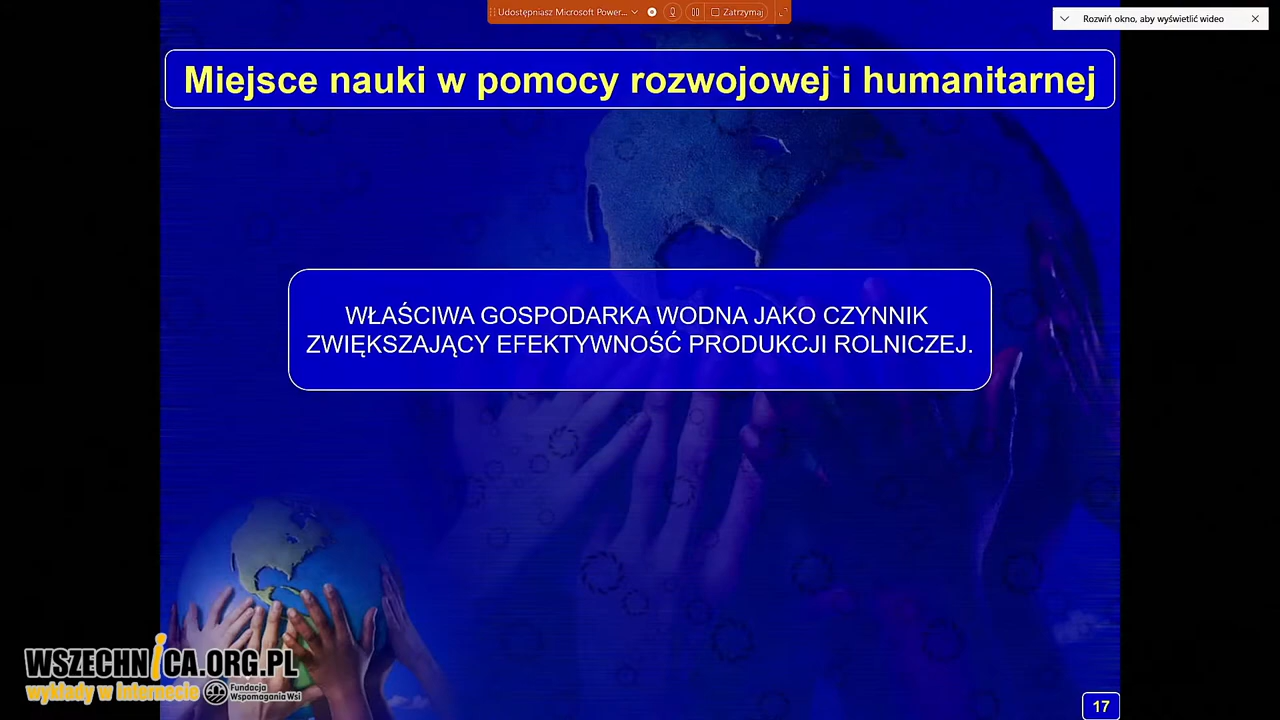 Udostępniasz Microsoft Power...
Zatrzymaj
Rozwiń okno, aby wyświetlić wideo
Miejsce nauki w pomocy rozwojowej i humanitarnej
WŁAŚCIWA GOSPODARKA WODNA JAKO CZYNNIK
ZWIĘKSZAJĄCY EFEKTYWNOŚĆ PRODUKCJI ROLNICZEJ.
WSZECHNICA.ORG.PL
wykłady w internecie
Fundacja
Wspomagania Wsi
17